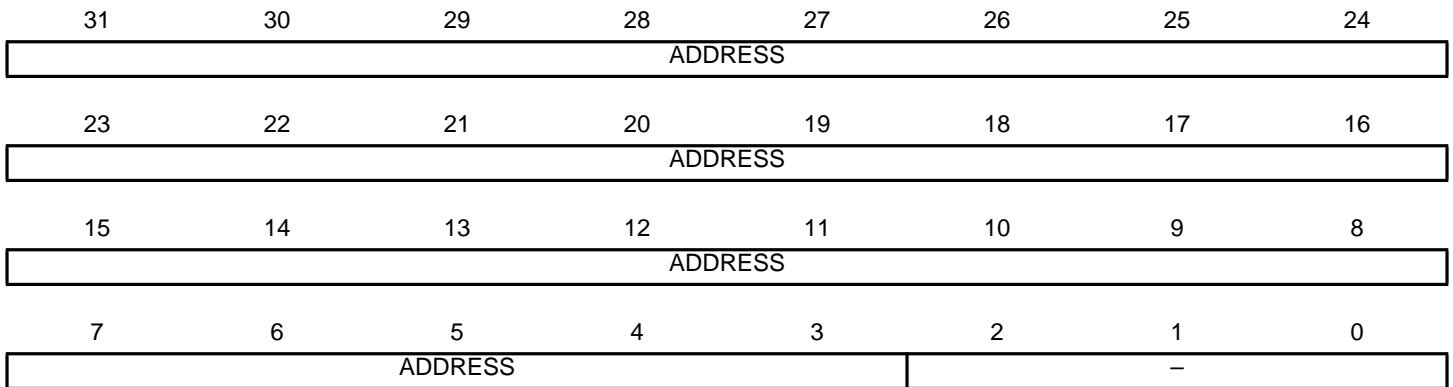 31 30 29 28 27 26 25 24
ADDRESS
23 22 21 20 19 18 17 16
ADDRESS
15 14 13 12 11 10 9 8
ADDRESS
7 6 5 4 3 2 1 0
ADDRESS –